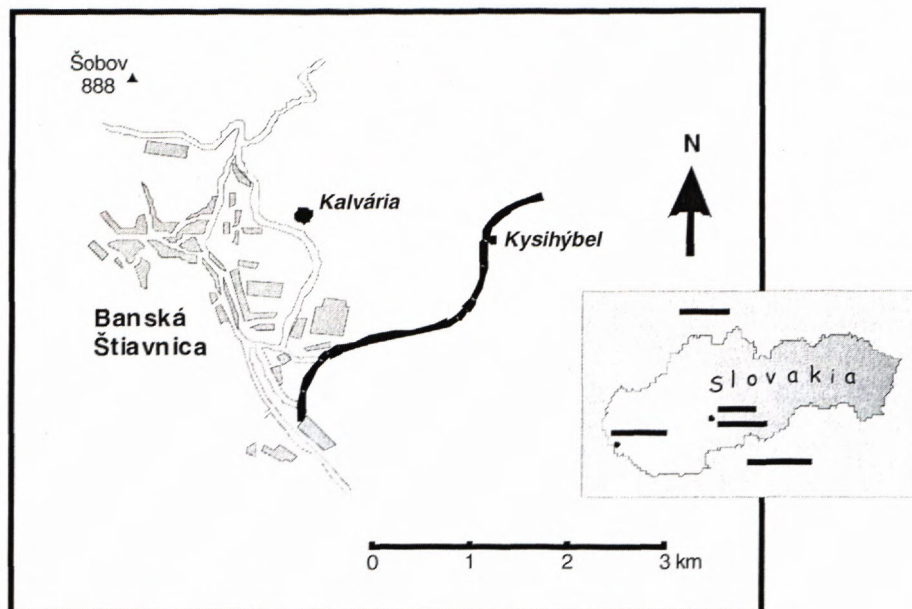 Šobov
888
N
Kalvária
Kysihýbel
Banská
Štiavnica
Slovakia
0 1 2 3 km